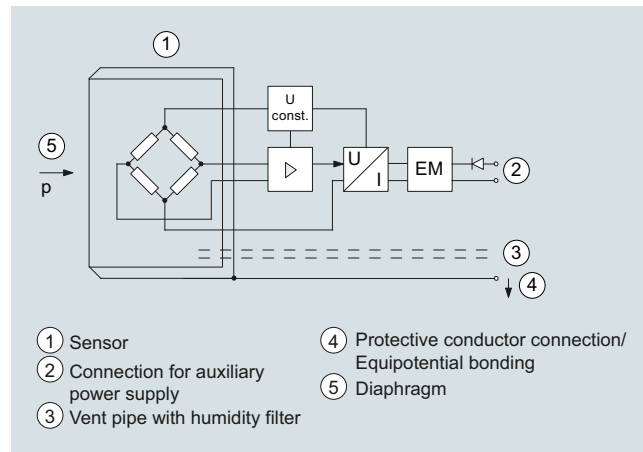 1
5
p
U
const.
U
I
EM
2
3
4
1 Sensor
2 Connection for auxiliary
power supply
3 Vent pipe with humidity filter
4 Protective conductor connection/
Equipotential bonding
5 Diaphragm